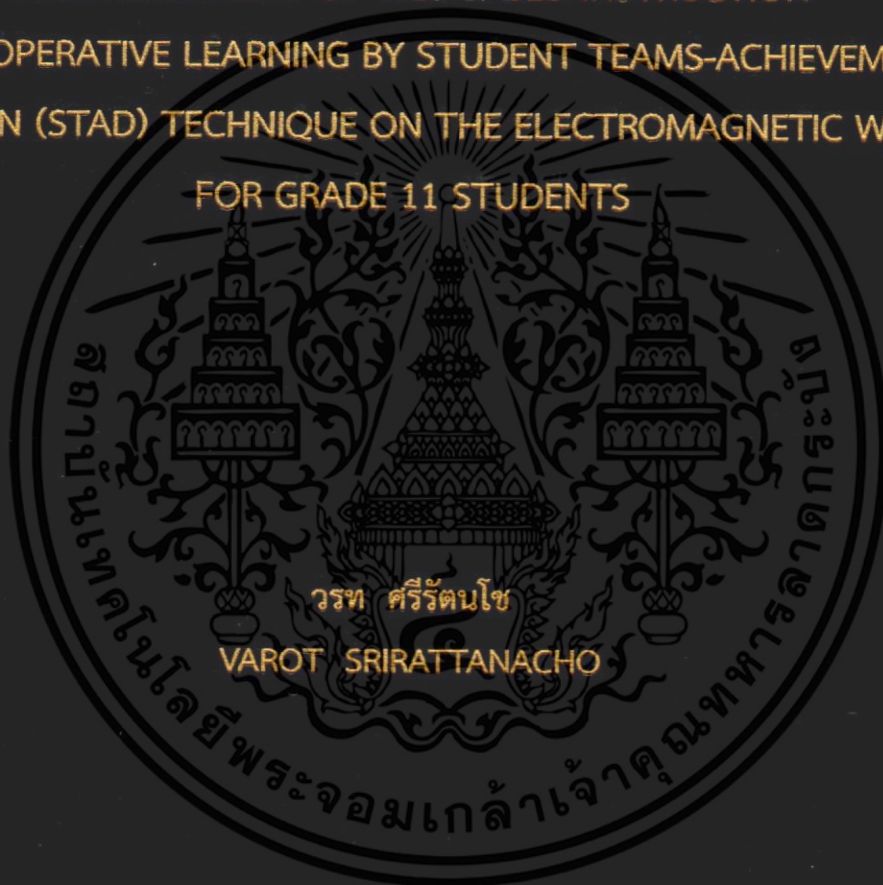 OPERATIVE LEARNING BY STUDENT TEAMS-ACHIEVEM
N (STAD) TECHNIQUE ON THE ELECTROMAGNETIC W
FOR GRADE 11 STUDENTS
วรท ศรีรัตนโช
VAROT SRIRATTANACHO
สถาบันเทคโนโลยีพระจอมเกล้าเจ้าคุณทหารลาดกระบัง